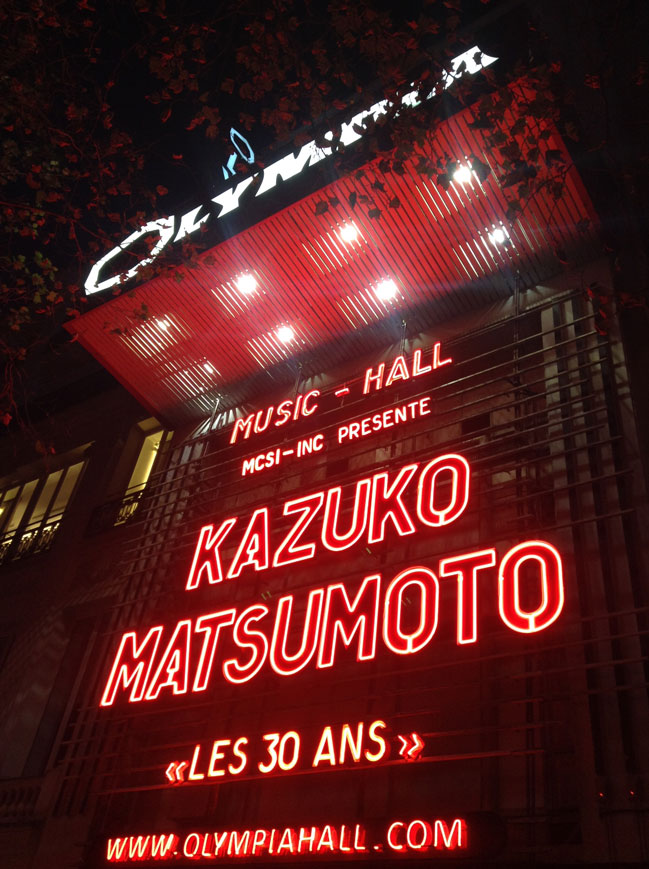 OLYMPIA
MUSIC - HALL
MCSI-INC PRESENTE
KAZUKO
MATSUMOTO
«LES 30 ANS»
WWW.OLYMPIAHALL.COM